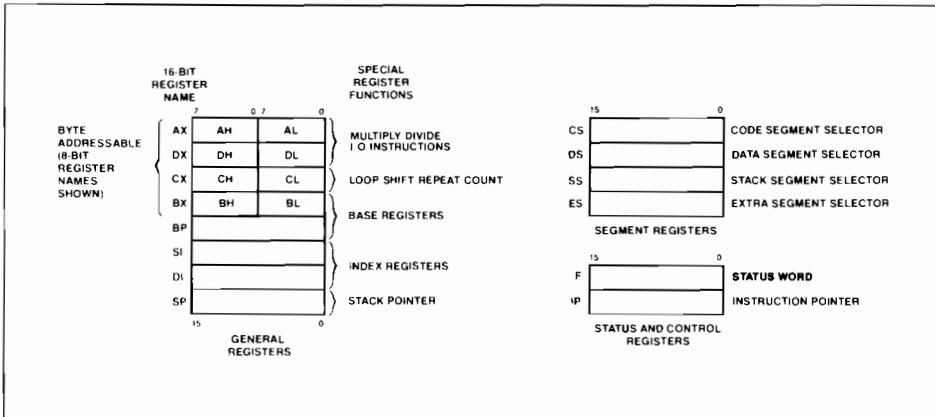 16-BIT
REGISTER
NAME
SPECIAL
REGISTER
FUNCTIONS
7 0 7 0
BYTE
ADDRESSABLE
(8-BIT
REGISTER
NAMES
SHOWN)
AX AH AL
DX DH DL
MULTIPLY DIVIDE
I O INSTRUCTIONS
CX CH CL LOOP SHIFT REPEAT COUNT
BX BH BL
BP
BASE REGISTERS
SI
DI
INDEX REGISTERS
SP STACK POINTER
15 0
GENERAL
REGISTERS
15 0
CS CODE SEGMENT SELECTOR
DS DATA SEGMENT SELECTOR
SS STACK SEGMENT SELECTOR
ES EXTRA SEGMENT SELECTOR
SEGMENT REGISTERS
15 0
F STATUS WORD
IP INSTRUCTION POINTER
STATUS AND CONTROL
REGISTERS